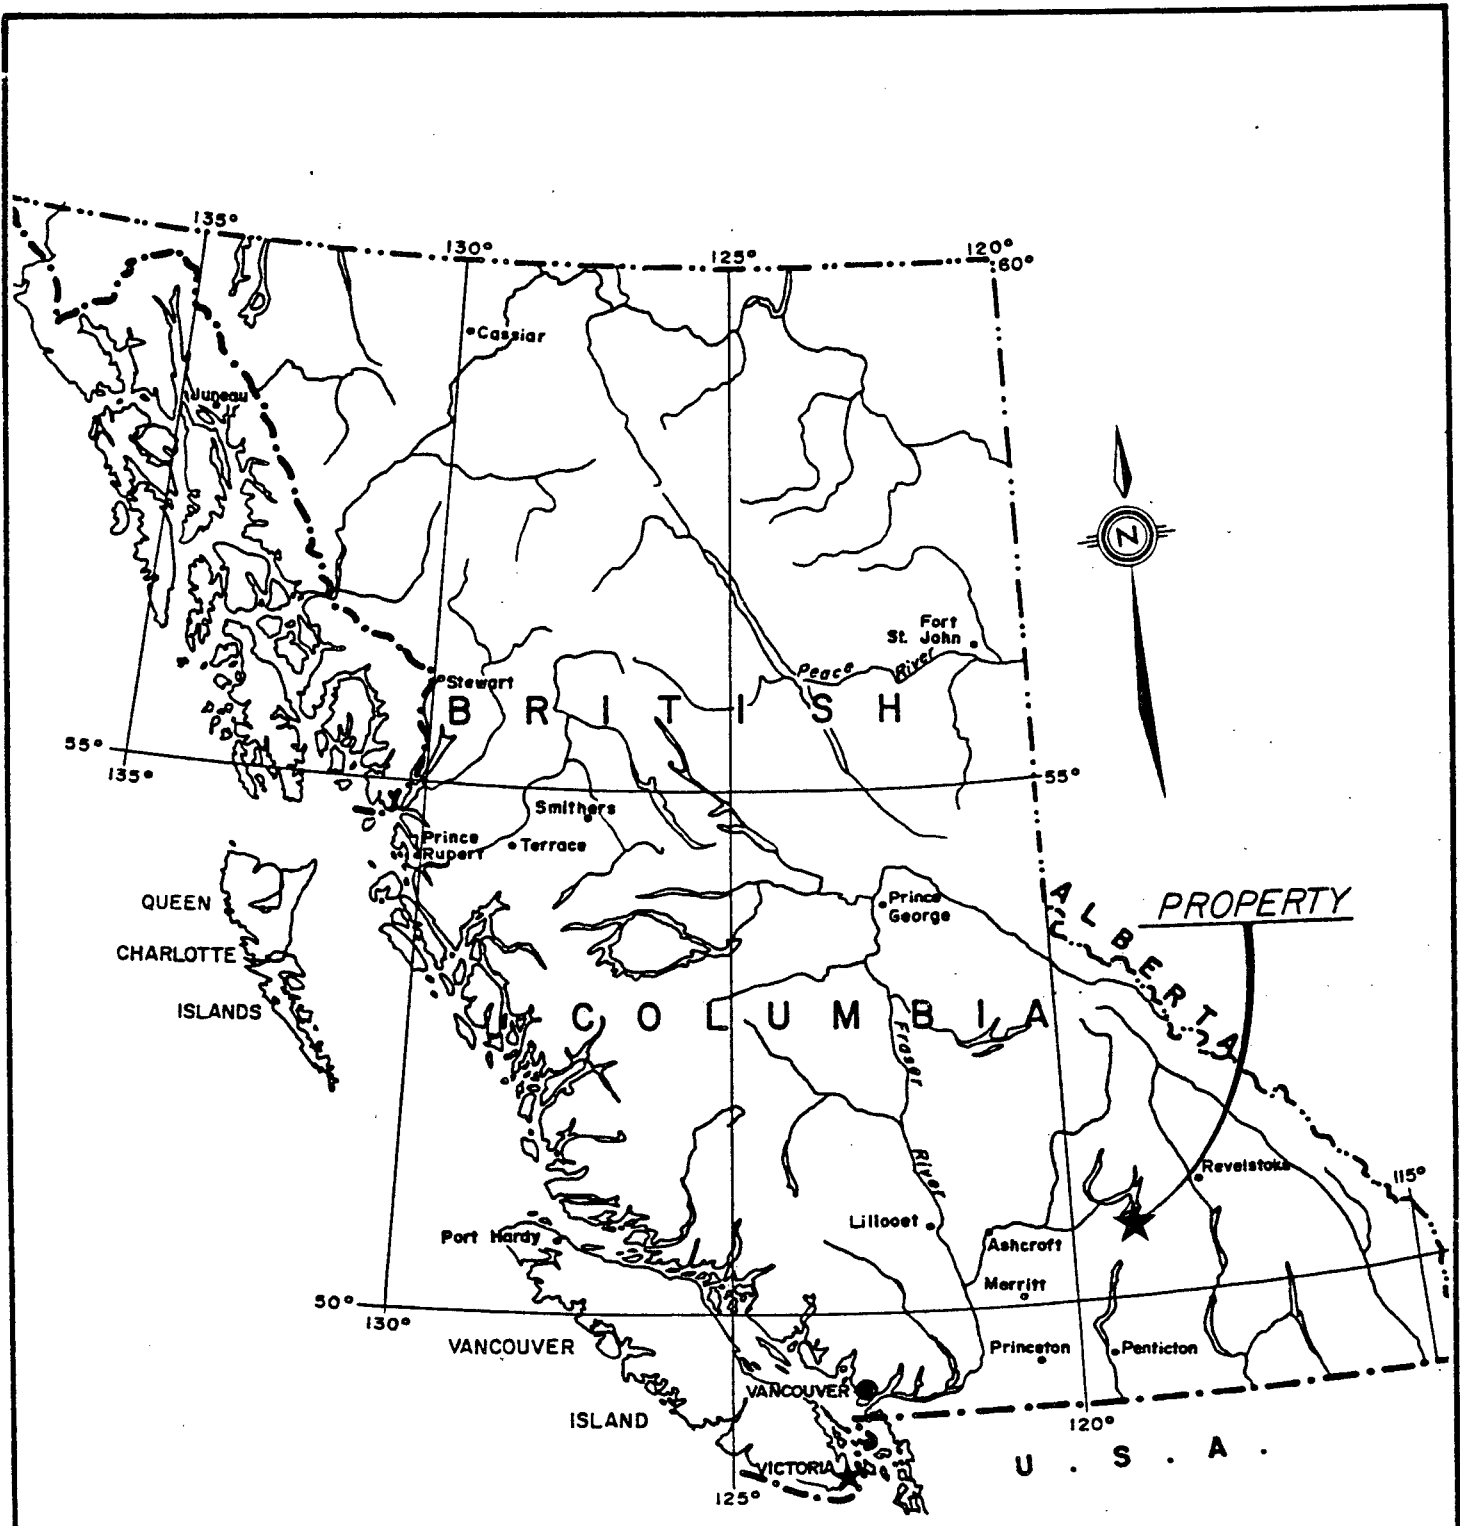 135°
130°
125°
120°
60°
Cassiar
Juneau
N
Fort
St. John
Peace River
Stewart
BRITISH
55°
135°
55°
Smithers
Prince
Rupert
Terrace
ALBERTA
PROPERTY
Prince
George
QUEEN
CHARLOTTE
ISLANDS
COLUMBIA
Fraser
River
Revelstoke
115°
Lillooet
Port Hardy
Ashcroft
Merritt
50°
130°
VANCOUVER
Princeton
Penticton
VANCOUVER
ISLAND
120°
U.S.A.
VICTORIA
125°